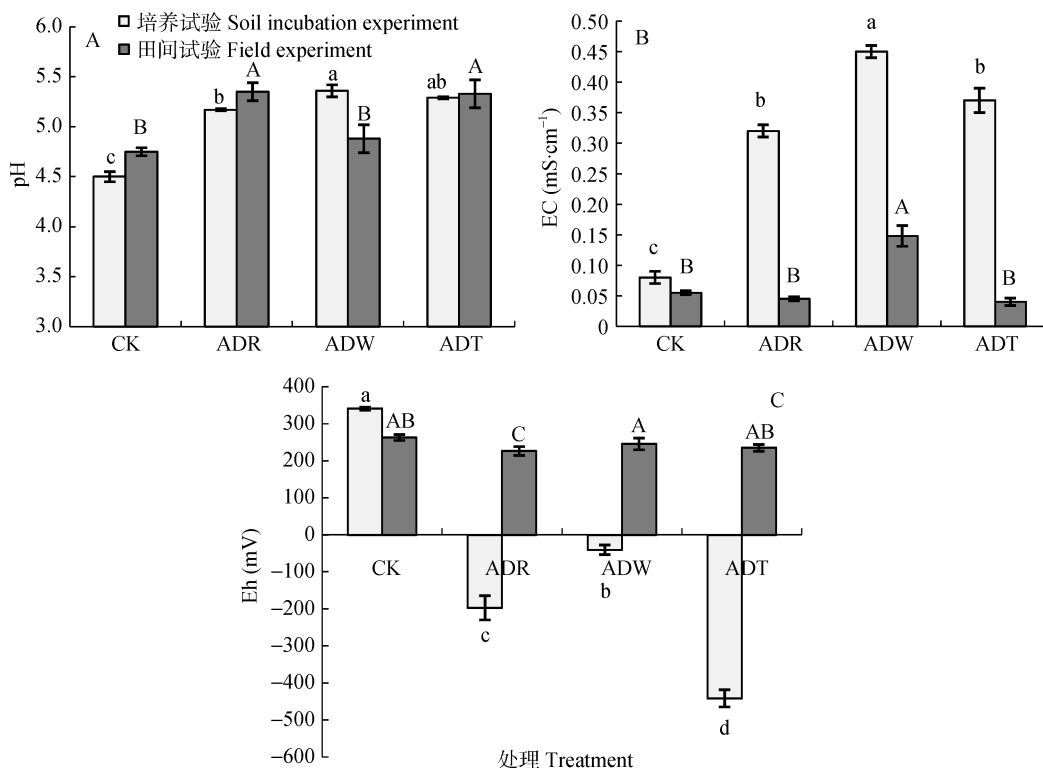 培养试验 Soil incubation experiment
田间试验 Field experiment
A
pH
6.0
5.5
5.0
4.5
4.0
3.5
3.0
c
B
b
A
a
B
ab
A
CK
ADR
ADW
ADT
B
EC (mS·cm⁻¹)
0.50
0.45
0.40
0.35
0.30
0.25
0.20
0.15
0.10
0.05
0
c
B
b
B
a
A
b
B
CK
ADR
ADW
ADT
C
Eh (mV)
400
300
200
100
0
−100
−200
−300
−400
−500
−600
a
AB
c
C
b
A
d
AB
CK
ADR
ADW
ADT
处理 Treatment